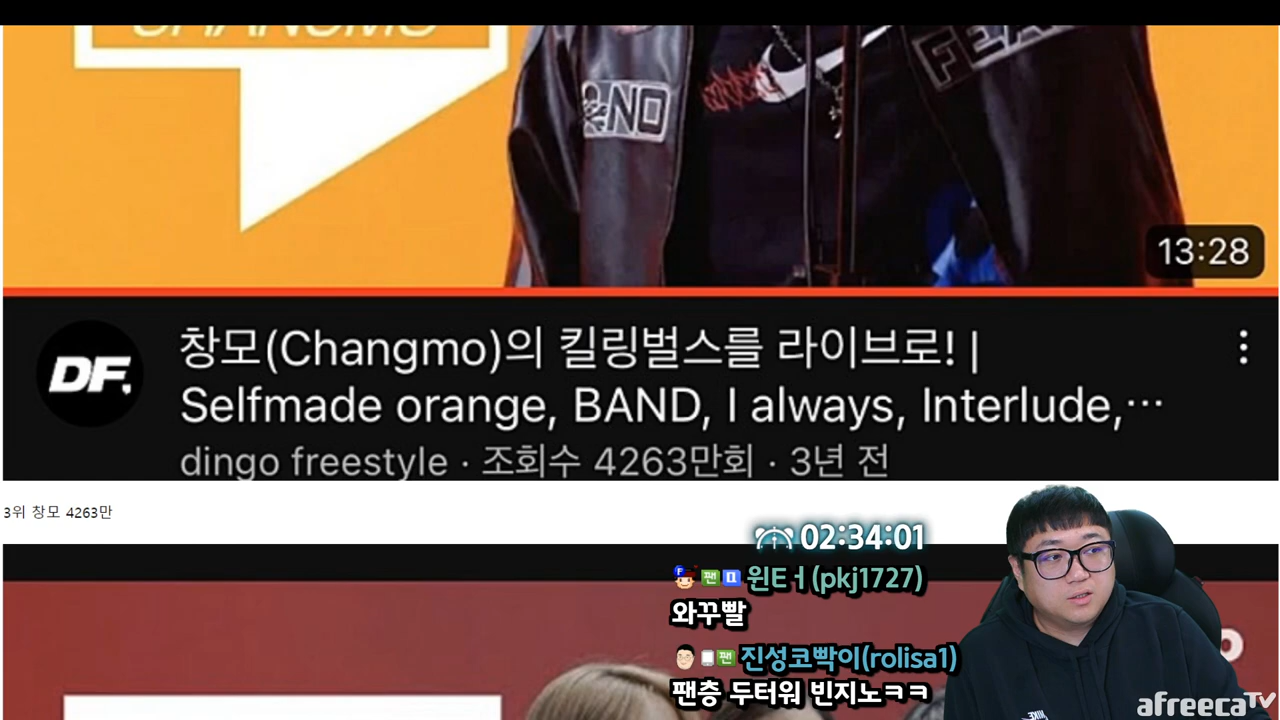 CHANGMO
NO
FEA
13:28
DF.
창모(Changmo)의 킬링벌스를 라이브로! |
Selfmade orange, BAND, I always, Interlude,…
dingo freestyle · 조회수 4263만회 · 3년 전
3위 창모 4263만
02:34:01
F 팬 윈Eㅓ(pkj1727)
와꾸빨
팬 진성코빡이(rolisa1)
팬층 두터워 빈지노ㅋㅋ
NIKE
afreecaTV